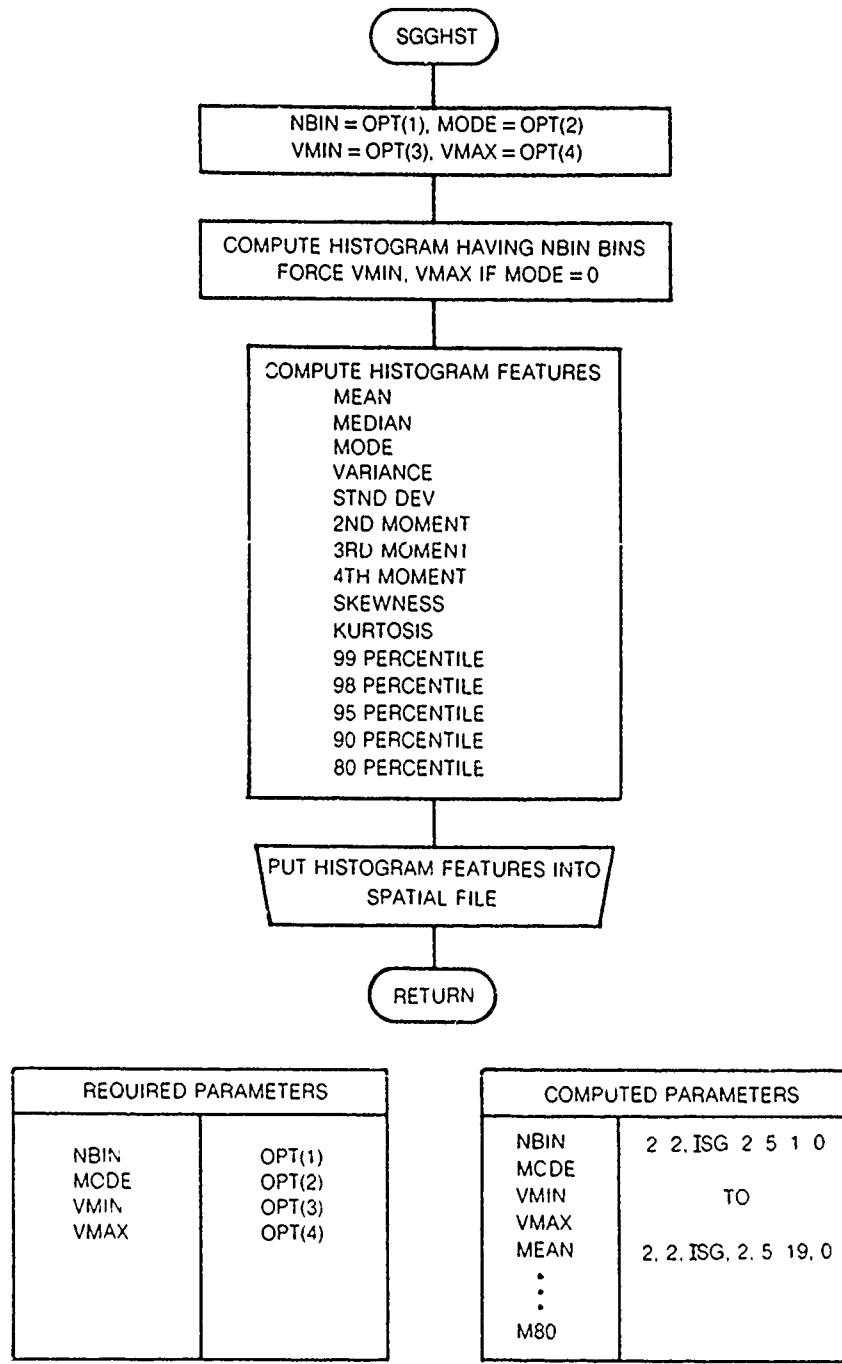 SGGHST
NBIN = OPT(1), MODE = OPT(2)
VMIN = OPT(3), VMAX = OPT(4)
COMPUTE HISTOGRAM HAVING NBIN BINS
FORCE VMIN, VMAX IF MODE = 0
COMPUTE HISTOGRAM FEATURES
MEAN
MEDIAN
MODE
VARIANCE
STND DEV
2ND MOMENT
3RD MOMENT
4TH MOMENT
SKEWNESS
KURTOSIS
99 PERCENTILE
98 PERCENTILE
95 PERCENTILE
90 PERCENTILE
80 PERCENTILE
PUT HISTOGRAM FEATURES INTO
SPATIAL FILE
RETURN
REQUIRED PARAMETERS
NBIN OPT(1)
MODE OPT(2)
VMIN OPT(3)
VMAX OPT(4)
COMPUTED PARAMETERS
NBIN 2 2, ISG 2 5 1 0
MODE
VMIN TO
VMAX
MEAN 2, 2, ISG, 2, 5 19, 0
M80